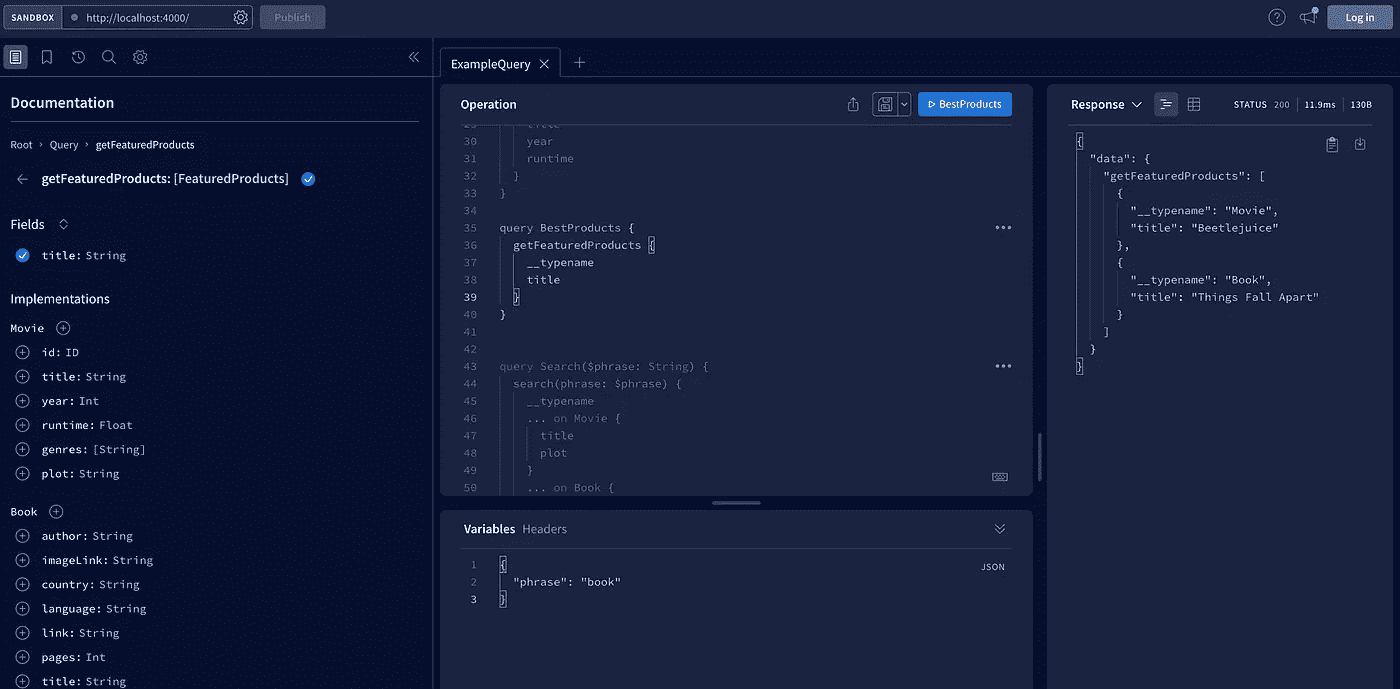 SANDBOX http://localhost:4000/ Publish Log in
Documentation
Root › Query › getFeaturedProducts
getFeaturedProducts: [FeaturedProducts]
Fields
title: String
Implementations
Movie
id: ID
title: String
year: Int
runtime: Float
genres: [String]
plot: String
Book
author: String
imageLink: String
country: String
language: String
link: String
pages: Int
title: String
ExampleQuery
Operation BestProducts
30 year
31 runtime
32 }
33 }
34
35 query BestProducts {
36 getFeaturedProducts {
37 __typename
38 title
39 }
40 }
41
42
43 query Search($phrase: String) {
44 search(phrase: $phrase) {
45 __typename
46 ... on Movie {
47 title
48 plot
49 }
50 ... on Book {
Variables Headers
JSON
1 {
2 "phrase": "book"
3 }
Response STATUS 200 11.9ms 130B
{
"data": {
"getFeaturedProducts": [
{
"__typename": "Movie",
"title": "Beetlejuice"
},
{
"__typename": "Book",
"title": "Things Fall Apart"
}
]
}
}